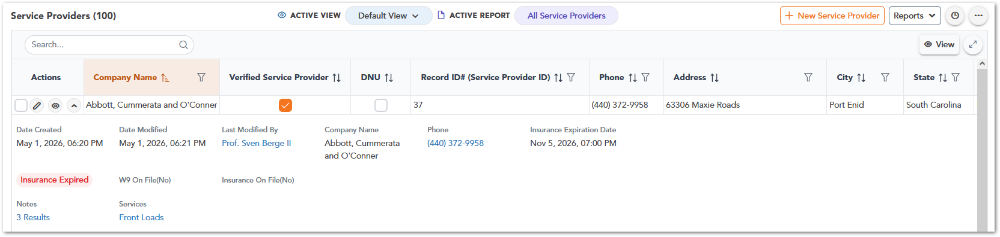 Service Providers (100) ACTIVE VIEW Default View ACTIVE REPORT All Service Providers + New Service Provider Reports
Search... View
Actions Company Name Verified Service Provider DNU Record ID# (Service Provider ID) Phone Address City State
Abbott, Cummerata and O'Conner 37 (440) 372-9958 63306 Maxie Roads Port Enid South Carolina
Date Created Date Modified Last Modified By Company Name Phone Insurance Expiration Date
May 1, 2026, 06:20 PM May 1, 2026, 06:21 PM Prof. Sven Berge II Abbott, Cummerata (440) 372-9958 Nov 5, 2026, 07:00 PM
and O'Conner
Insurance Expired W9 On File(No) Insurance On File(No)
Notes Services
3 Results Front Loads